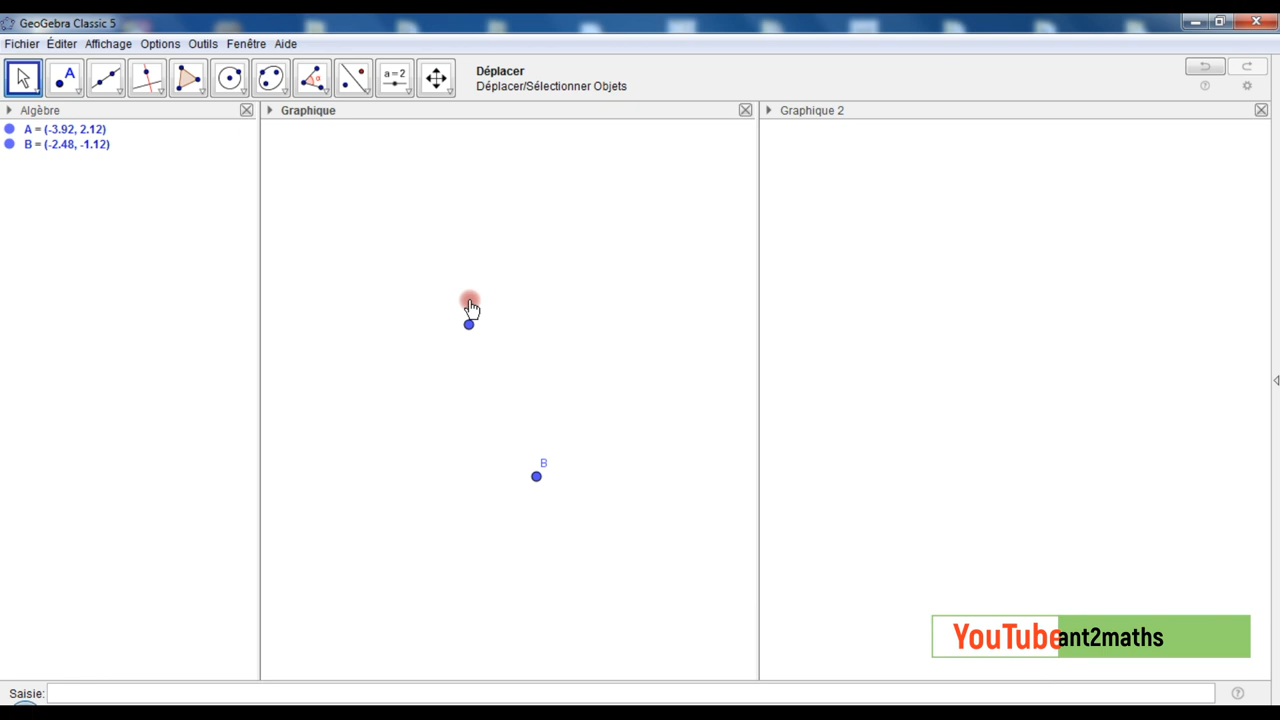 GeoGebra Classic 5
Fichier Éditer Affichage Options Outils Fenêtre Aide
A
a = 2
Déplacer
Déplacer/Sélectionner Objets
Algèbre
Graphique
Graphique 2
A = (-3.92, 2.12)
B = (-2.48, -1.12)
B
YouTube ant2maths
Saisie: